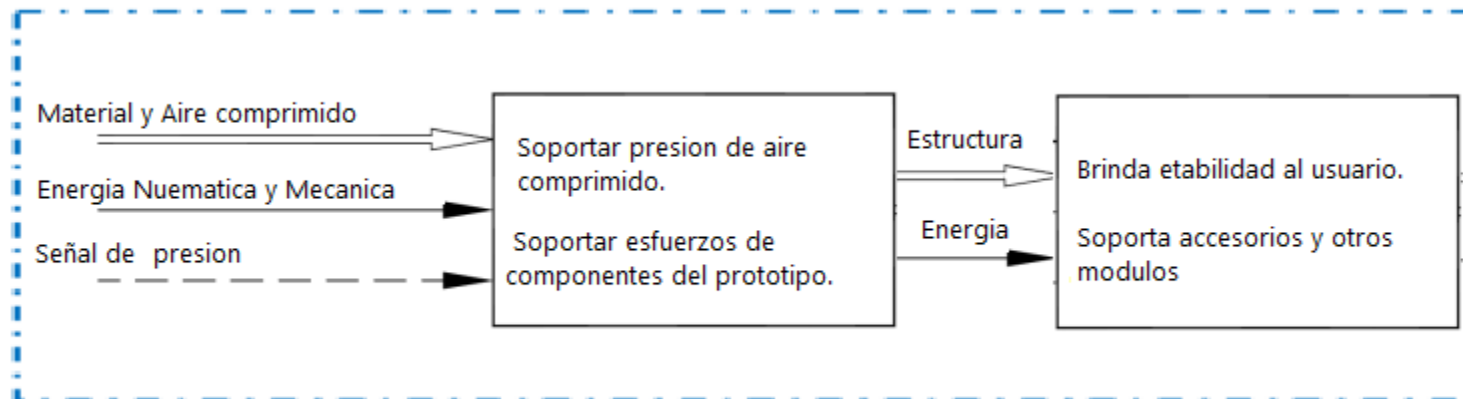 Material y Aire comprimido
Energia Nuematica y Mecanica
Señal de presion
Soportar presion de aire
comprimido.
Soportar esfuerzos de
componentes del prototipo.
Estructura
Energia
Brinda etabilidad al usuario.
Soporta accesorios y otros
modulos